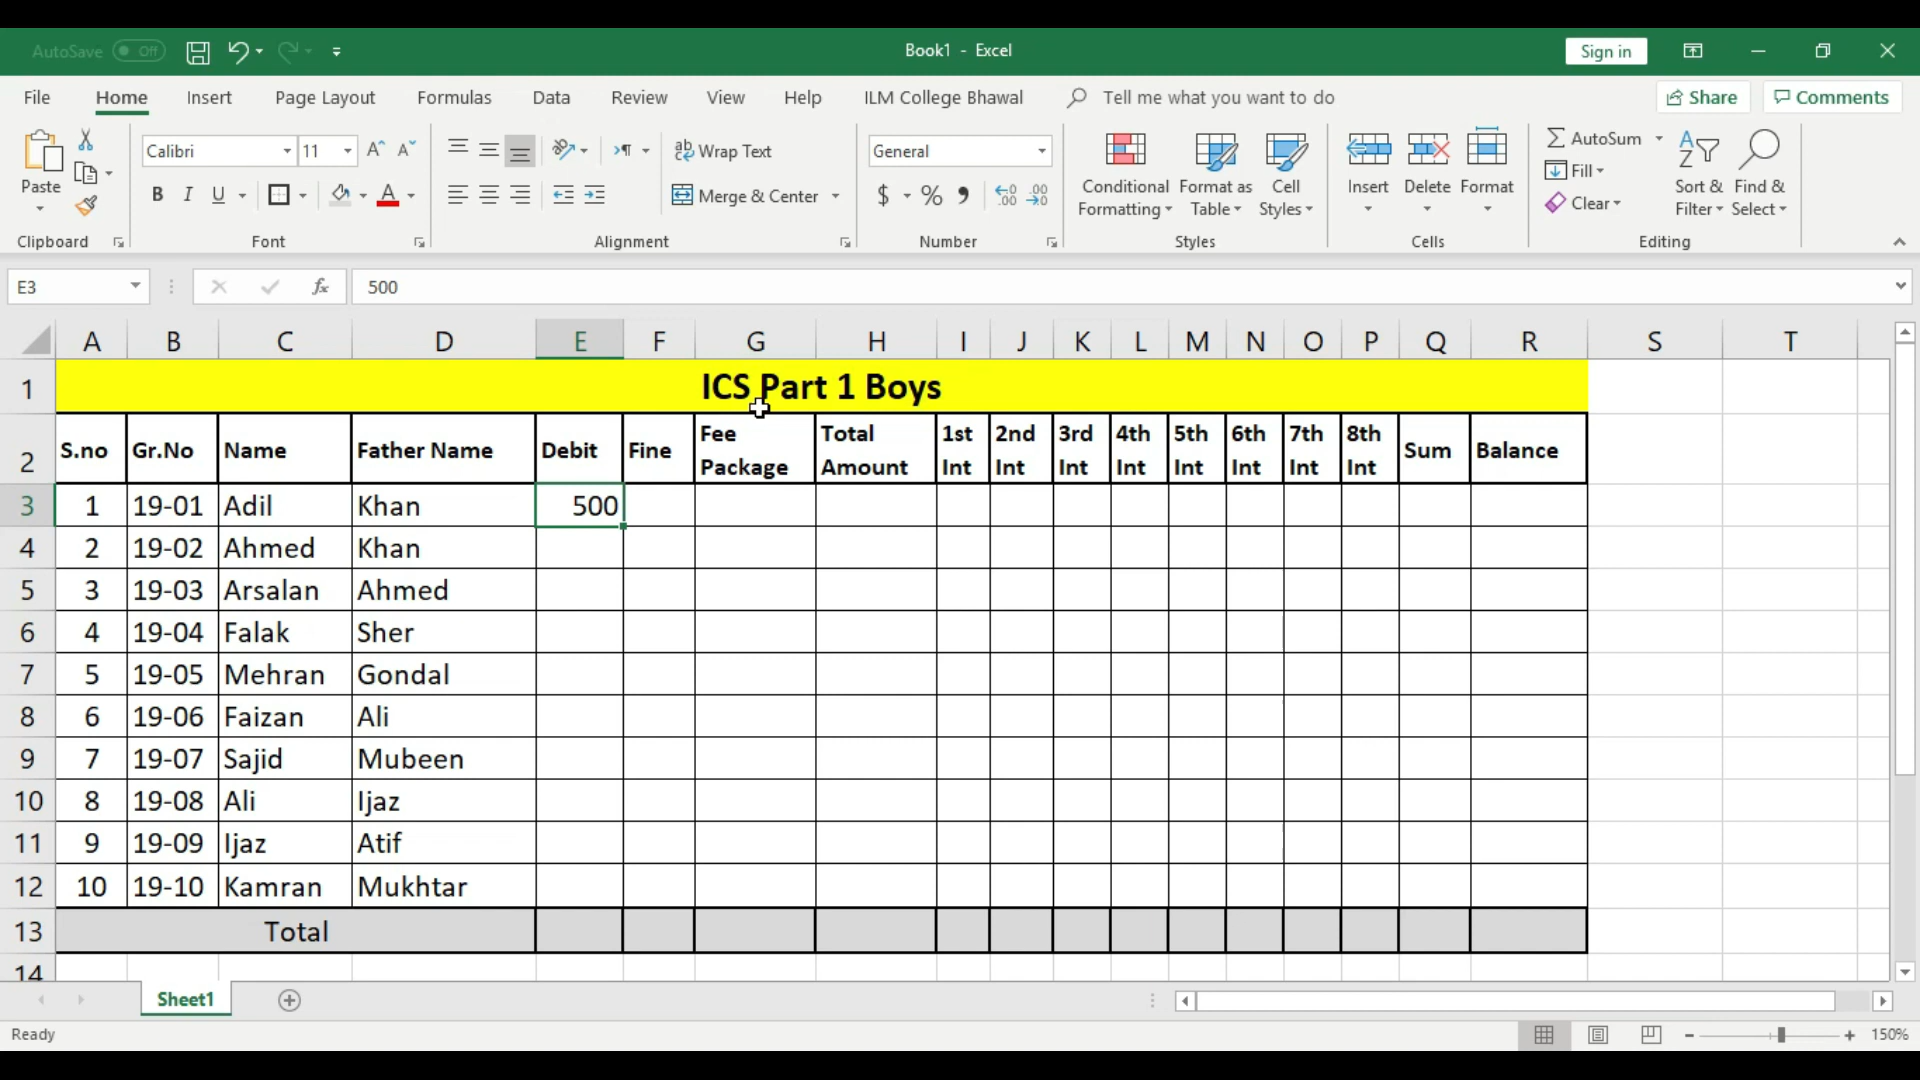 AutoSave Off Book1 - Excel Sign in
File Home Insert Page Layout Formulas Data Review View Help ILM College Bhawal Tell me what you want to do Share Comments
Paste Calibri 11 Wrap Text General Conditional Formatting Format as Table Cell Styles Insert Delete Format AutoSum Sort & Filter Find & Select
B I U A Merge & Center $ % Fill Clear
Clipboard Font Alignment Number Styles Cells Editing
E3 fx 500
A B C D E F G H I J K L M N O P Q R S T
1 ICS Part 1 Boys
2 S.no Gr.No Name Father Name Debit Fine Fee Package Total Amount 1st Int 2nd Int 3rd Int 4th Int 5th Int 6th Int 7th Int 8th Int Sum Balance
3 1 19-01 Adil Khan 500
4 2 19-02 Ahmed Khan
5 3 19-03 Arsalan Ahmed
6 4 19-04 Falak Sher
7 5 19-05 Mehran Gondal
8 6 19-06 Faizan Ali
9 7 19-07 Sajid Mubeen
10 8 19-08 Ali Ijaz
11 9 19-09 Ijaz Atif
12 10 19-10 Kamran Mukhtar
13 Total
14
Sheet1
Ready 150%